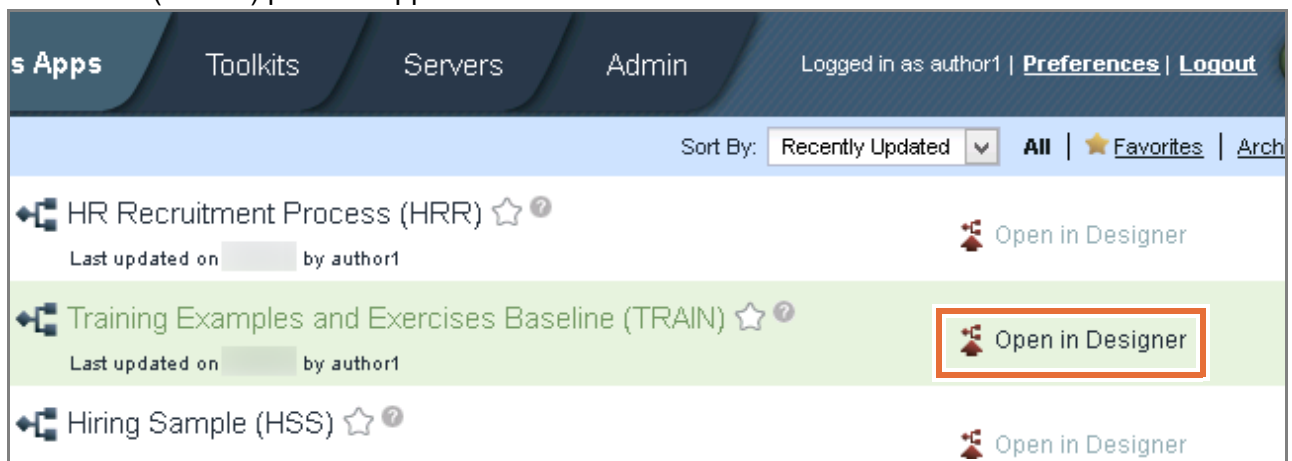 s Apps Toolkits Servers Admin Logged in as author1 | Preferences | Logout
Sort By: Recently Updated All | Favorites | Arch
HR Recruitment Process (HRR)
Open in Designer
Last updated on by author1
Training Examples and Exercises Baseline (TRAIN)
Open in Designer
Last updated on by author1
Hiring Sample (HSS)
Open in Designer